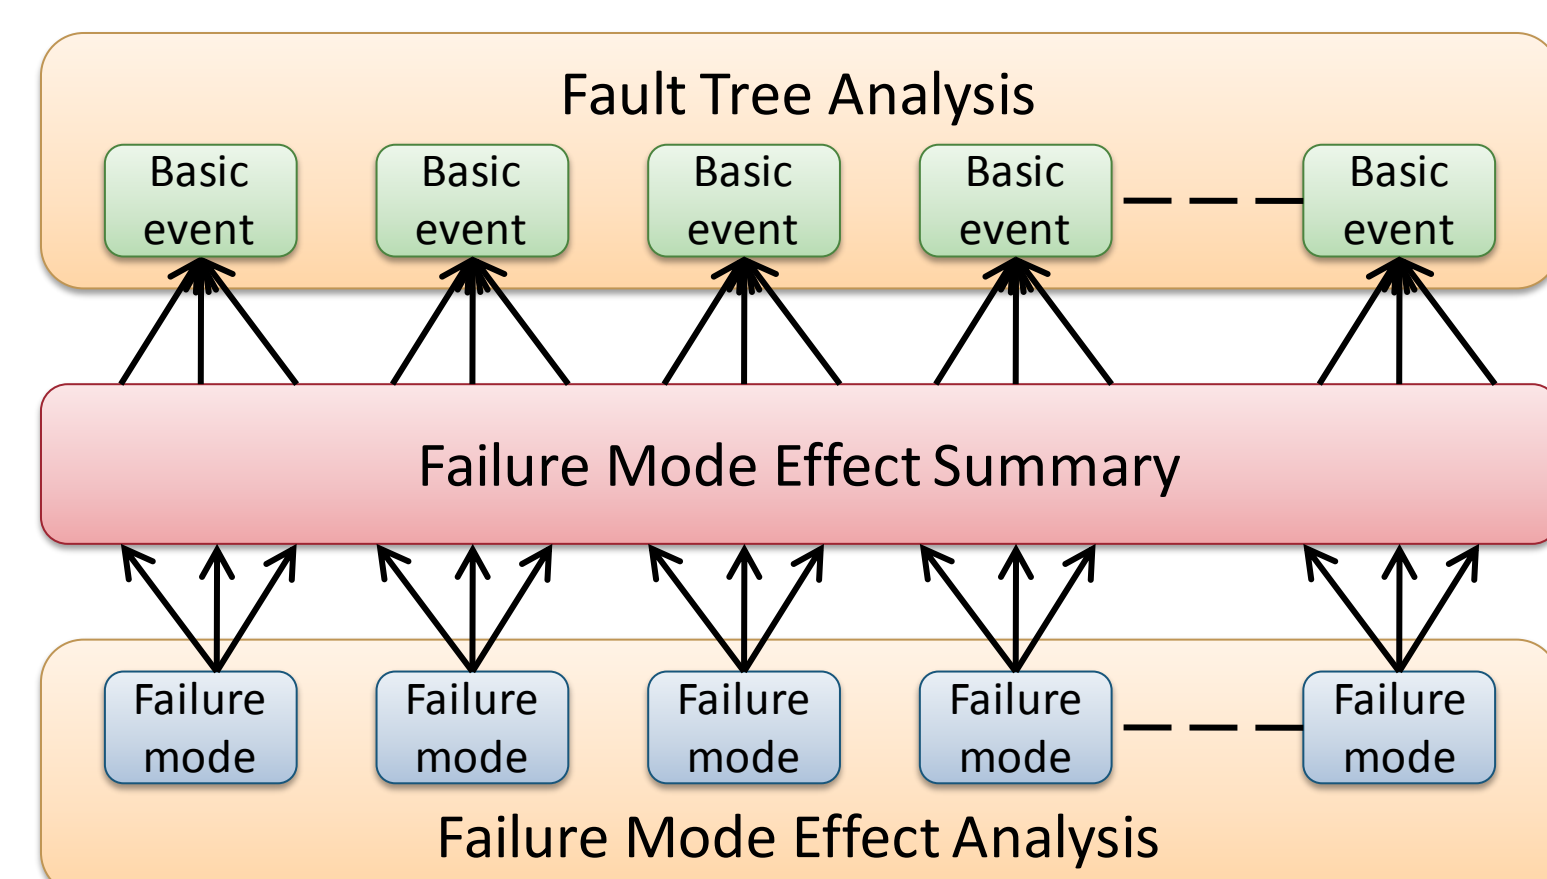 Fault Tree Analysis
Basic
event
Basic
event
Basic
event
Basic
event
Basic
event
Failure Mode Effect Summary
Failure
mode
Failure
mode
Failure
mode
Failure
mode
Failure
mode
Failure Mode Effect Analysis